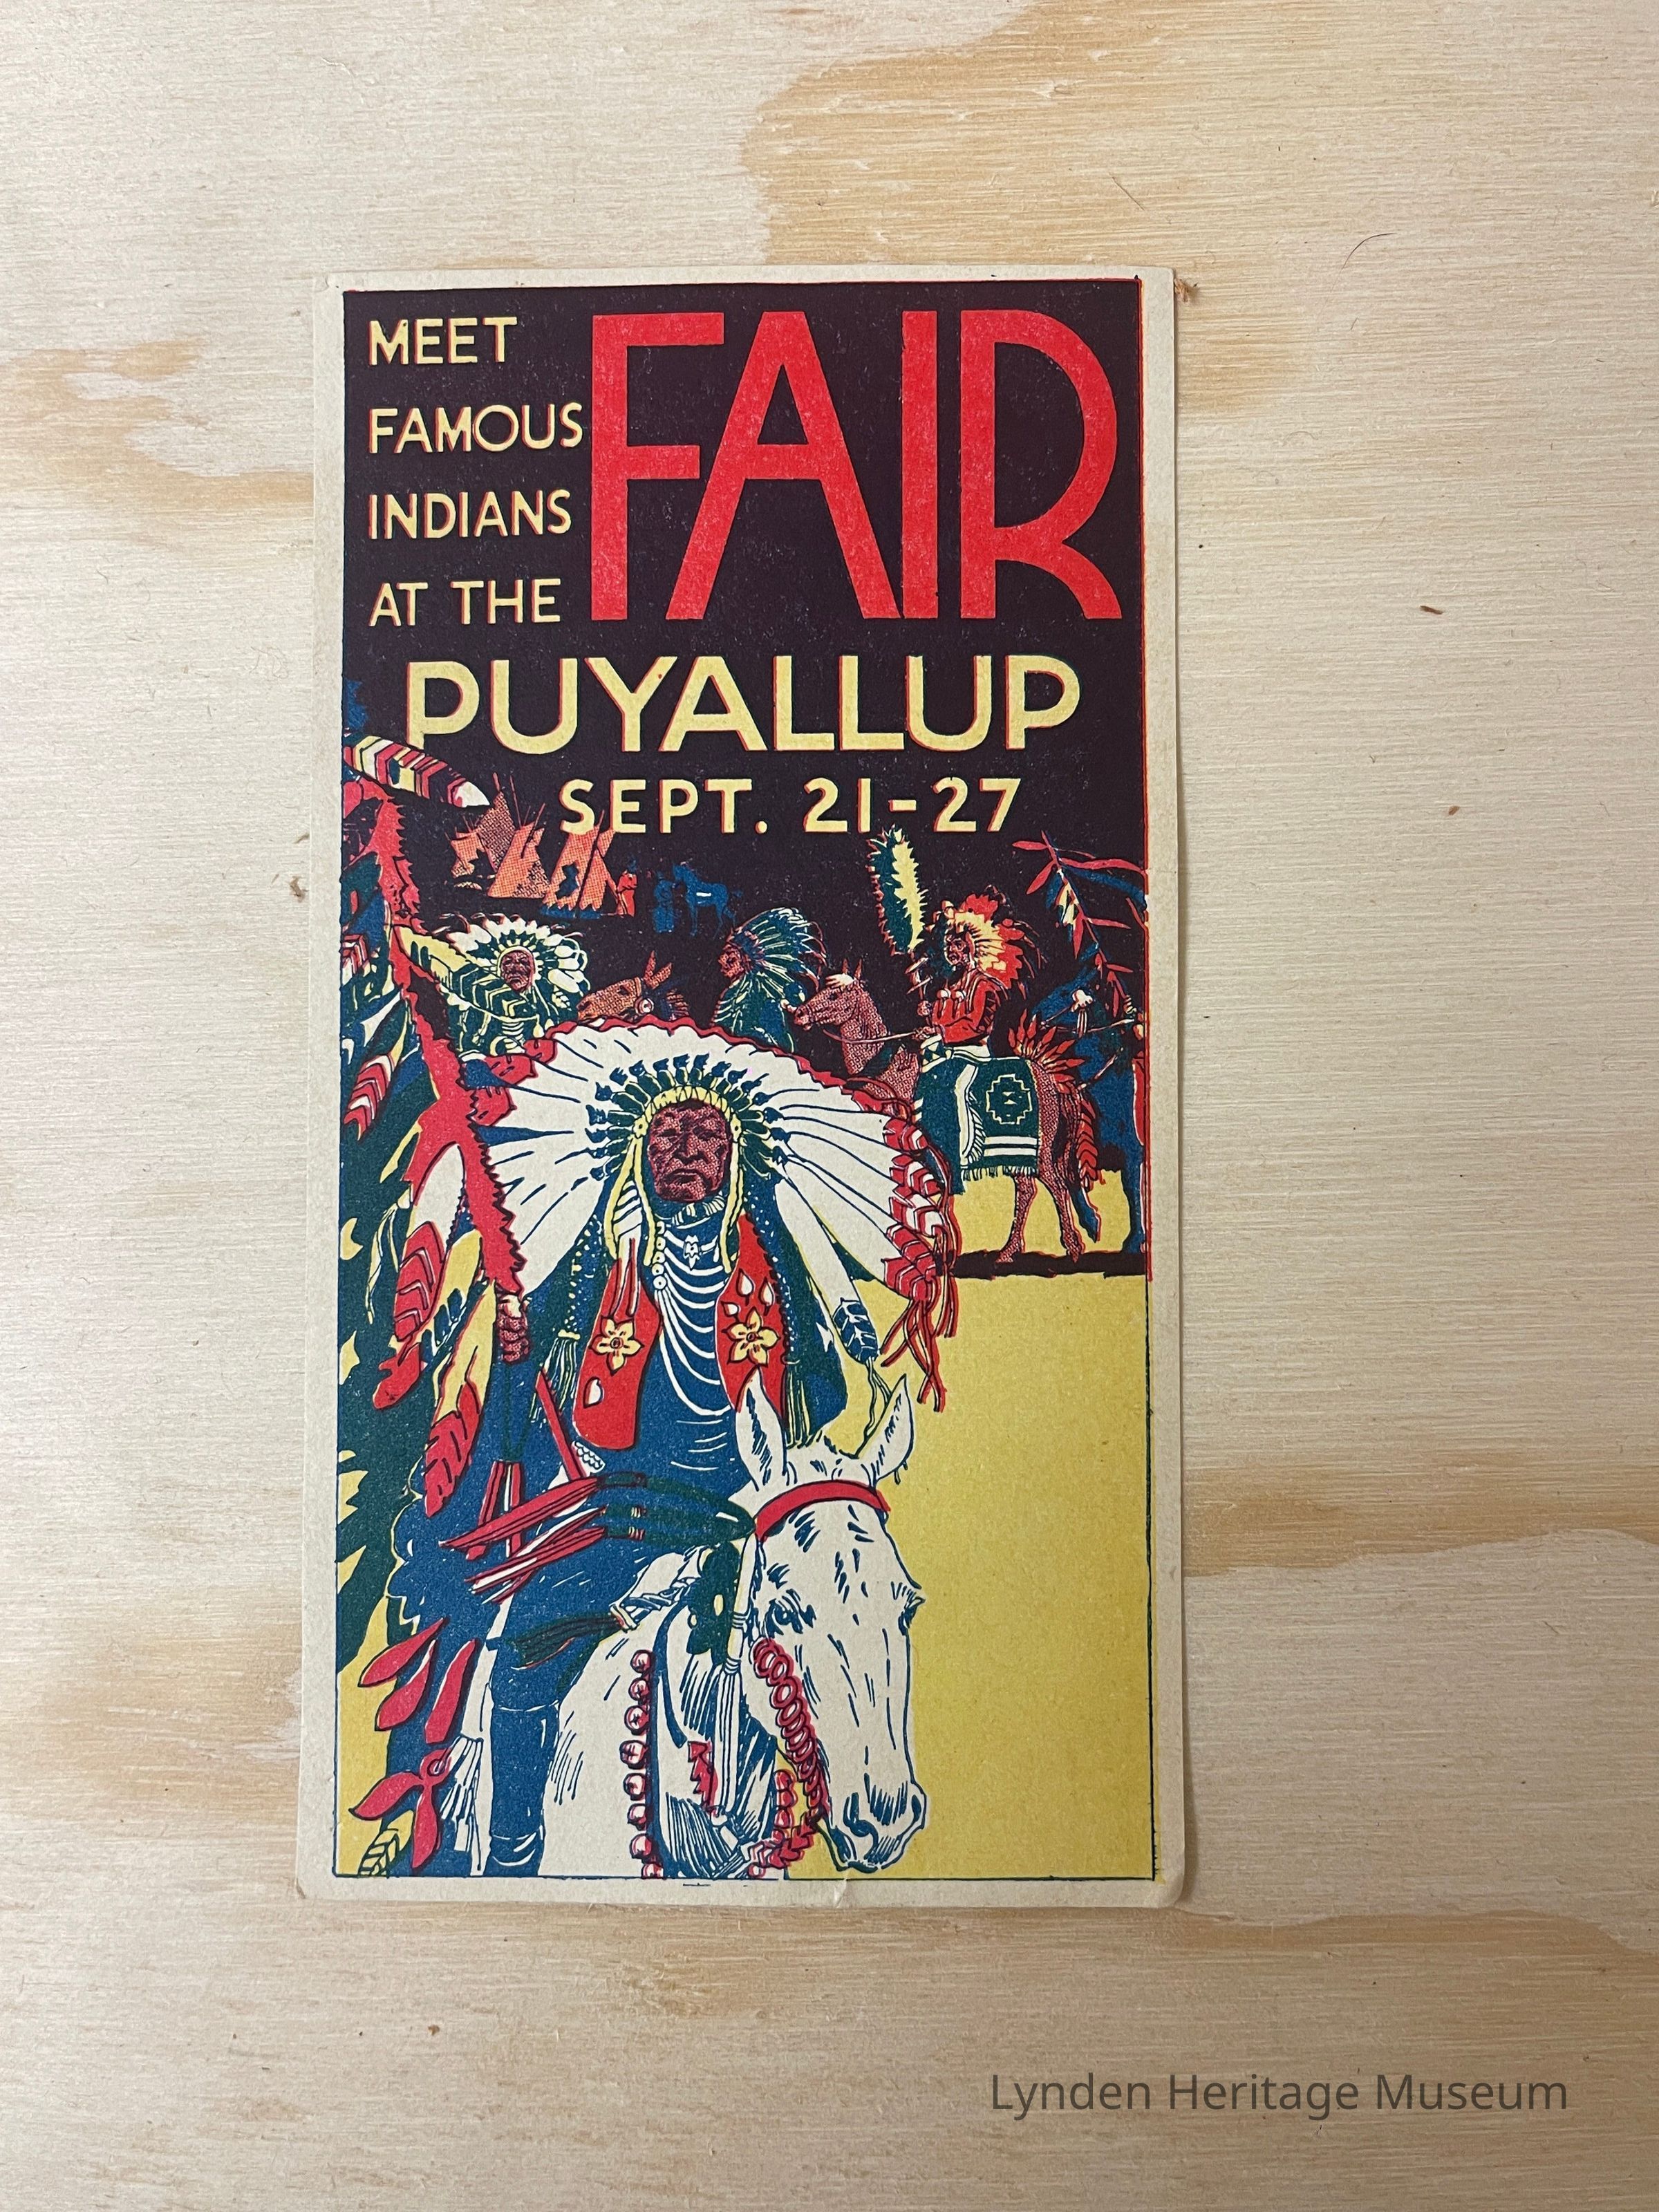 MEET
FAMOUS
INDIANS
AT THE
FAIR
PUYALLUP
SEPT. 21-27
Lynden Heritage Museum